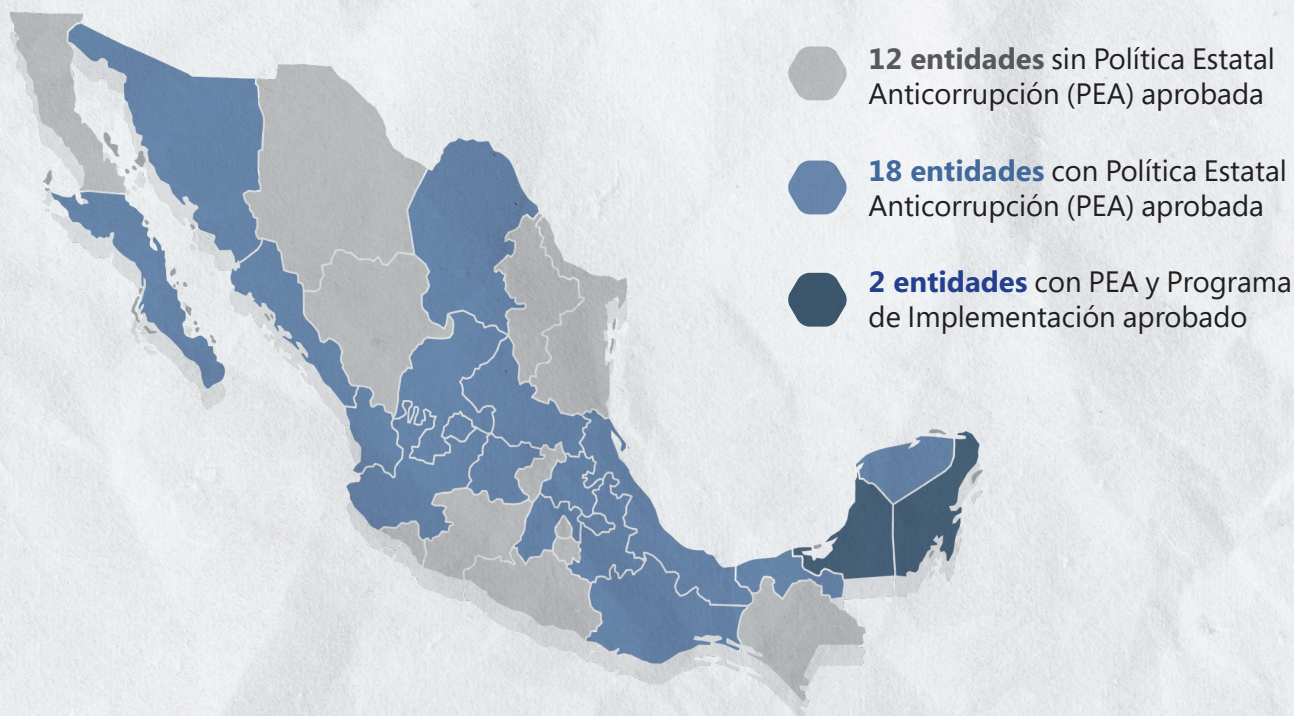 12 entidades sin Política Estatal
Anticorrupción (PEA) aprobada
18 entidades con Política Estatal
Anticorrupción (PEA) aprobada
2 entidades con PEA y Programa
de Implementación aprobado